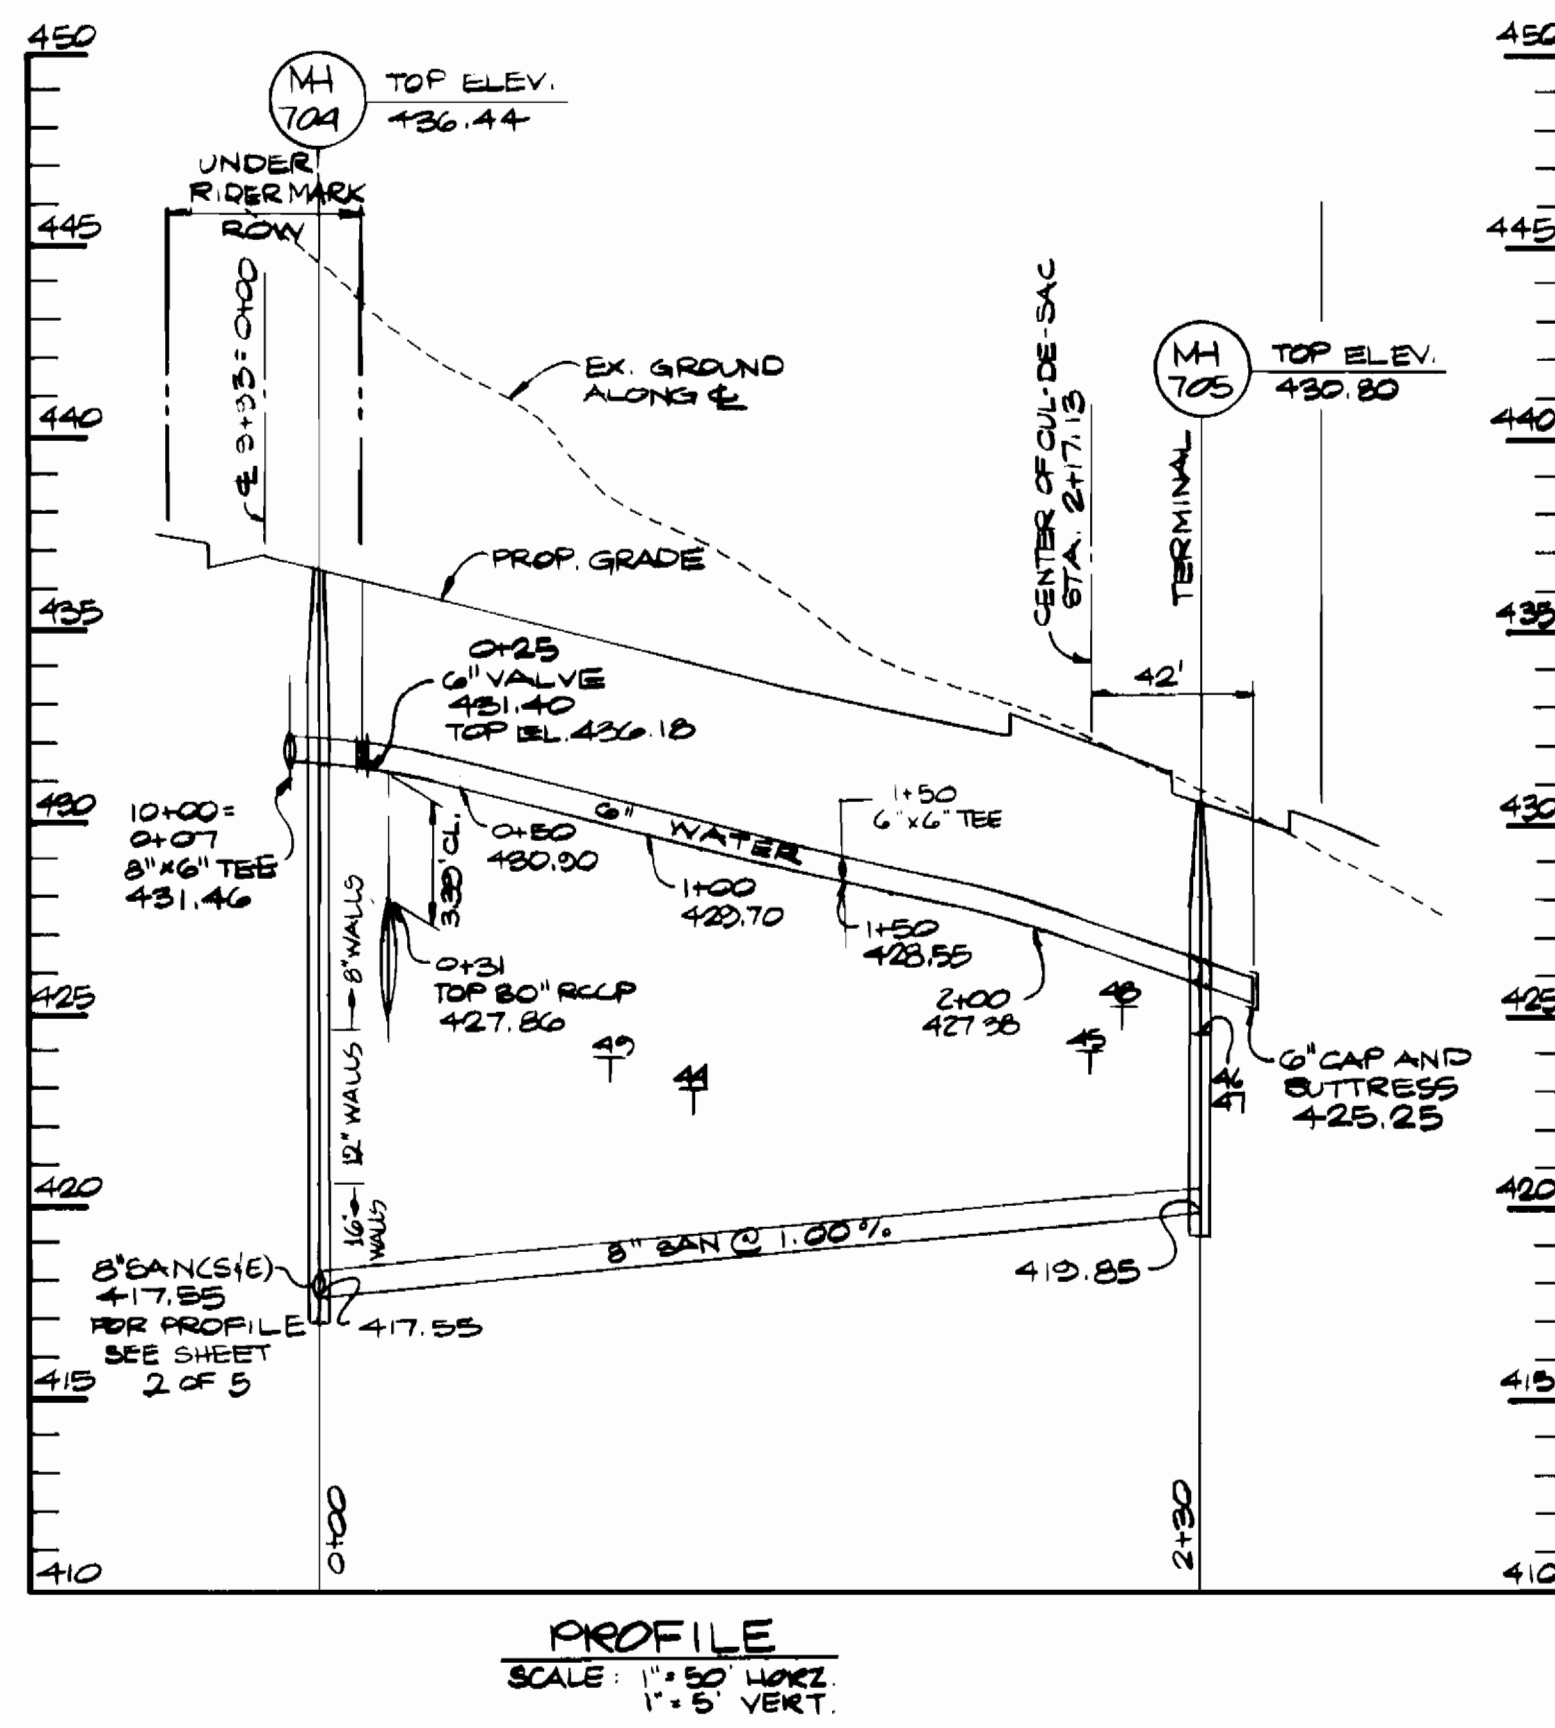 450
450
MH
704
TOP ELEV.
436.44
UNDER
RIDERMARK
ROW
445
445
℄ 9+93=0+00
EX. GROUND
ALONG ℄
CENTER OF CUL-DE-SAC
STA. 2+17.13
MH
705
TOP ELEV.
430.80
TERMINAL
440
440
PROP. GRADE
435
435
0+25
6" VALVE
431.40
TOP EL. 436.18
42'
430
430
10+00=
0+07
8"x6" TEE
431.46
0+50
430.90
6" WATER
1+50
6"x6" TEE
3.39' CL.
1+00
429.70
1+50
428.55
8" WALLS
0+31
TOP 30" RCCP
427.86
2+00
427.38
425
425
48
49
45
44
46
47
6" CAP AND
BUTTRESS
425.25
12" WALLS
16"
WALLS
420
420
8" SAN @ 1.00%
419.85
8" SAN(S&E)
417.55
FOR PROFILE
SEE SHEET
2 OF 5
417.55
415
415
0+00
2+30
410
410
PROFILE
SCALE: 1"=50' HORZ.
1"=5' VERT.